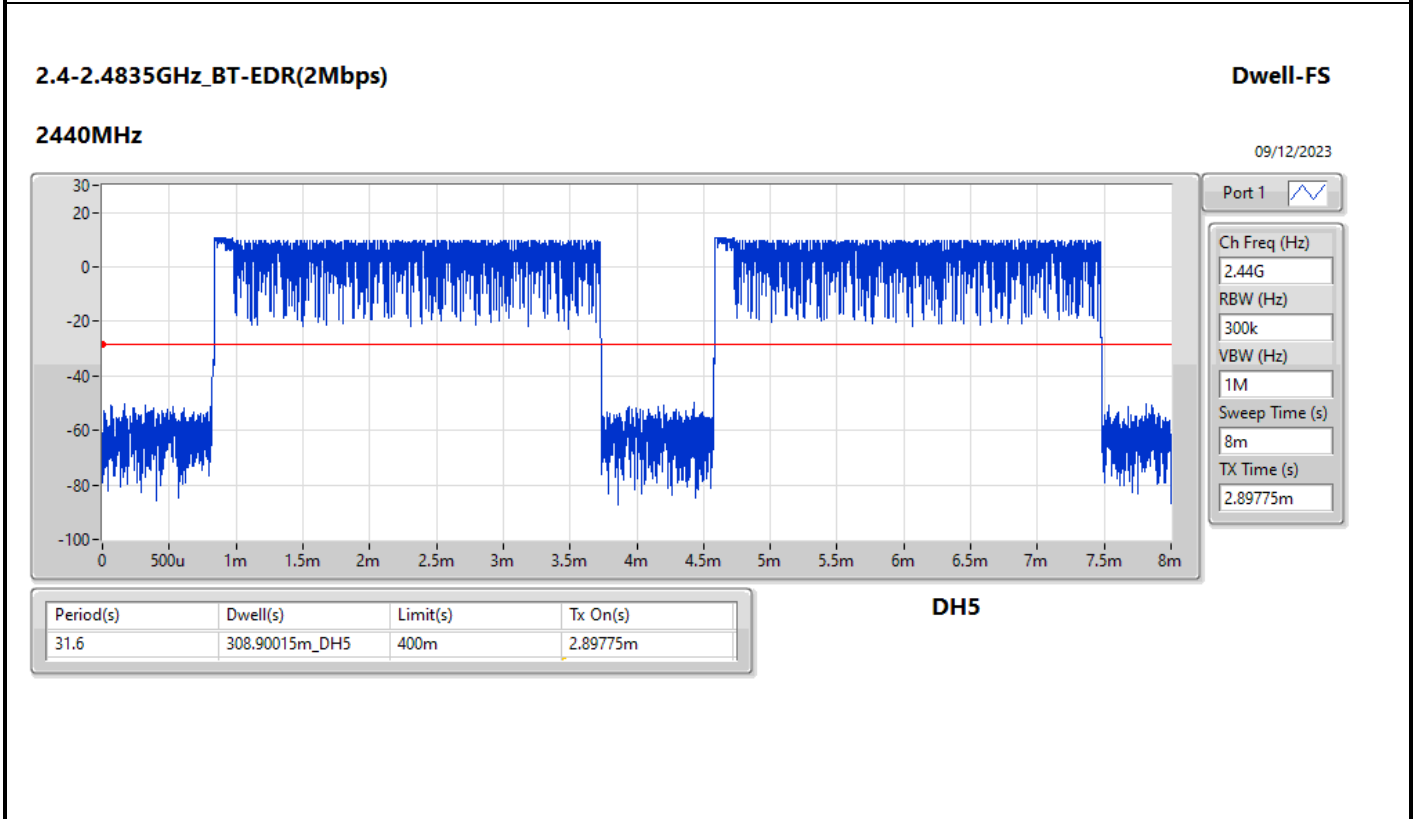 2.4-2.4835GHz_BT-EDR(2Mbps)
Dwell-FS
2440MHz
09/12/2023
30
20
0
-20
-40
-60
-80
-100
0 500u 1m 1.5m 2m 2.5m 3m 3.5m 4m 4.5m 5m 5.5m 6m 6.5m 7m 7.5m 8m
Port 1
Ch Freq (Hz)
2.44G
RBW (Hz)
300k
VBW (Hz)
1M
Sweep Time (s)
8m
TX Time (s)
2.89775m
Period(s) Dwell(s) Limit(s) Tx On(s)
31.6 308.90015m_DH5 400m 2.89775m
DH5